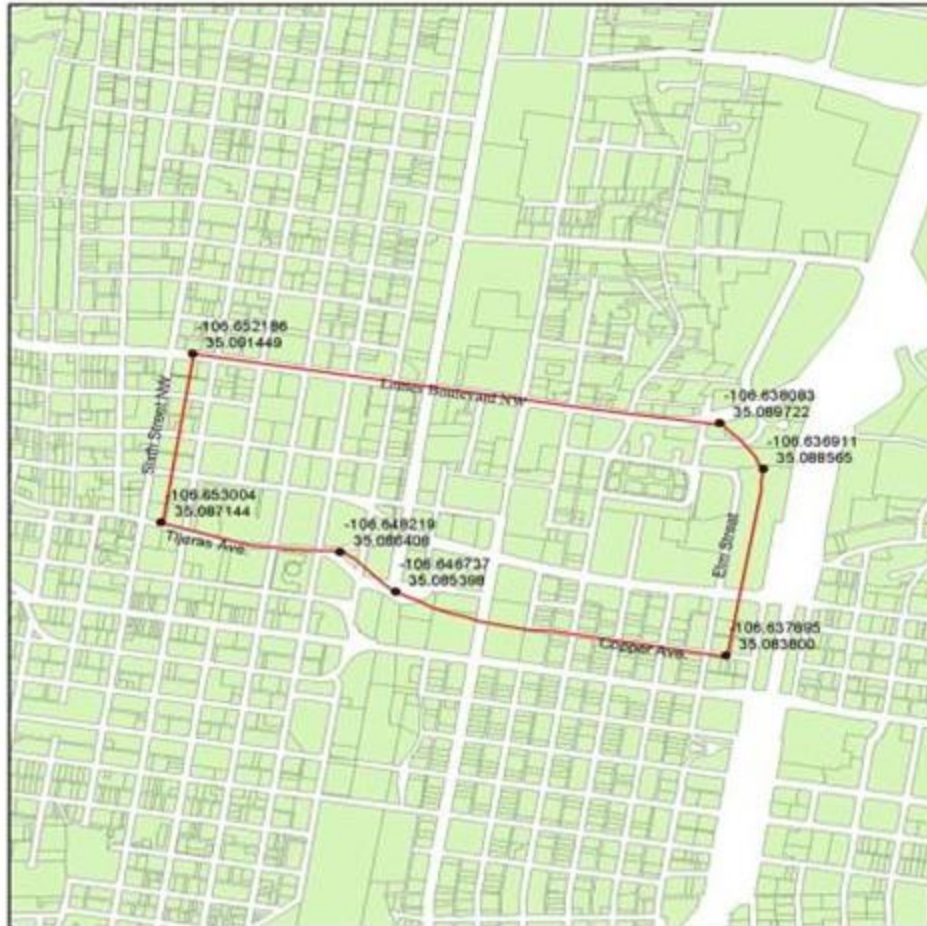 -106.652186
35.091449
Lomas Boulevard NW
-106.638083
35.089722
-106.636911
35.088565
Sixth Street NW
-106.653004
35.087144
Tijeras Ave.
-106.648219
35.086408
-106.646737
35.085398
Elm Street
-106.637695
35.083800
Copper Ave.